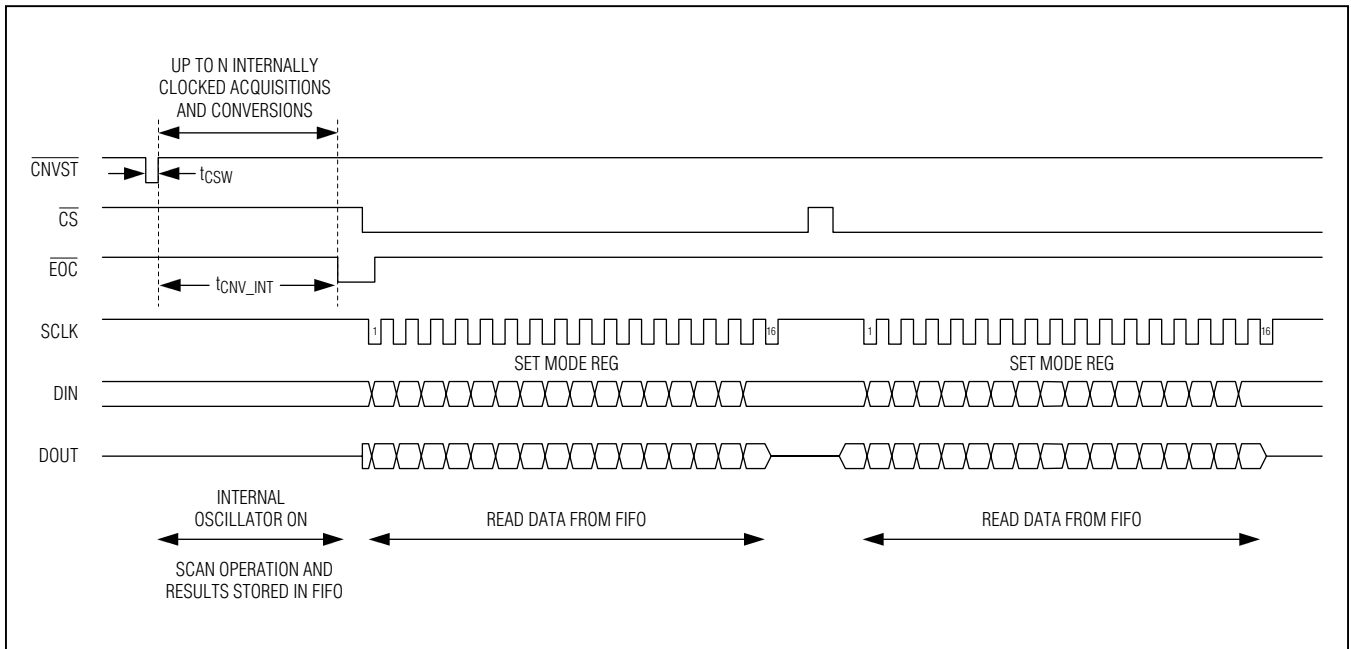 UP TO N INTERNALLY
CLOCKED ACQUISITIONS
AND CONVERSIONS
CNVST
tCSW
CS
EOC
tCNV_INT
SCLK
1
16
1
16
SET MODE REG
SET MODE REG
DIN
DOUT
INTERNAL
OSCILLATOR ON
READ DATA FROM FIFO
READ DATA FROM FIFO
SCAN OPERATION AND
RESULTS STORED IN FIFO